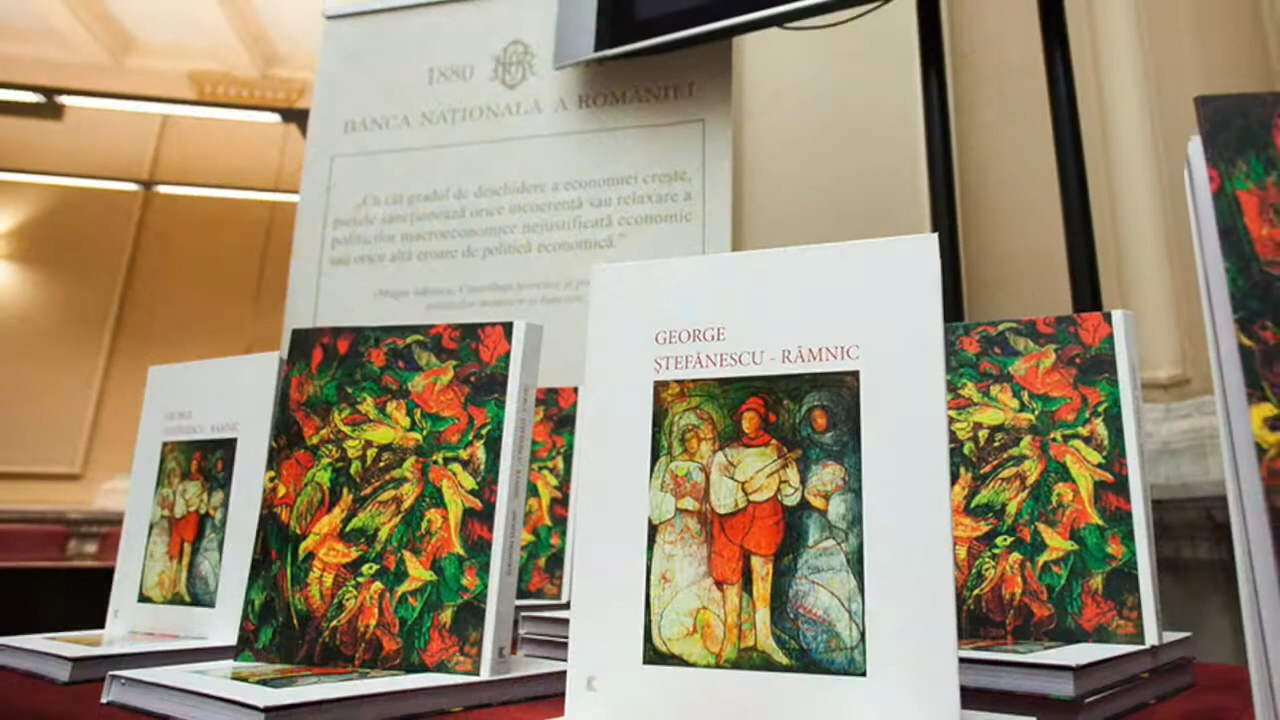 1880
BANCA NAȚIONALĂ A ROMÂNIEI
„Cu cât gradul de deschidere a economiei crește,
piețele sancționează orice incoerență sau relaxare a
politicilor macroeconomice nejustificată economic
sau orice altă eroare de politică economică.”
GEORGE
ȘTEFĂNESCU - RÂMNIC
GEORGE
ȘTEFĂNESCU - RÂMNIC